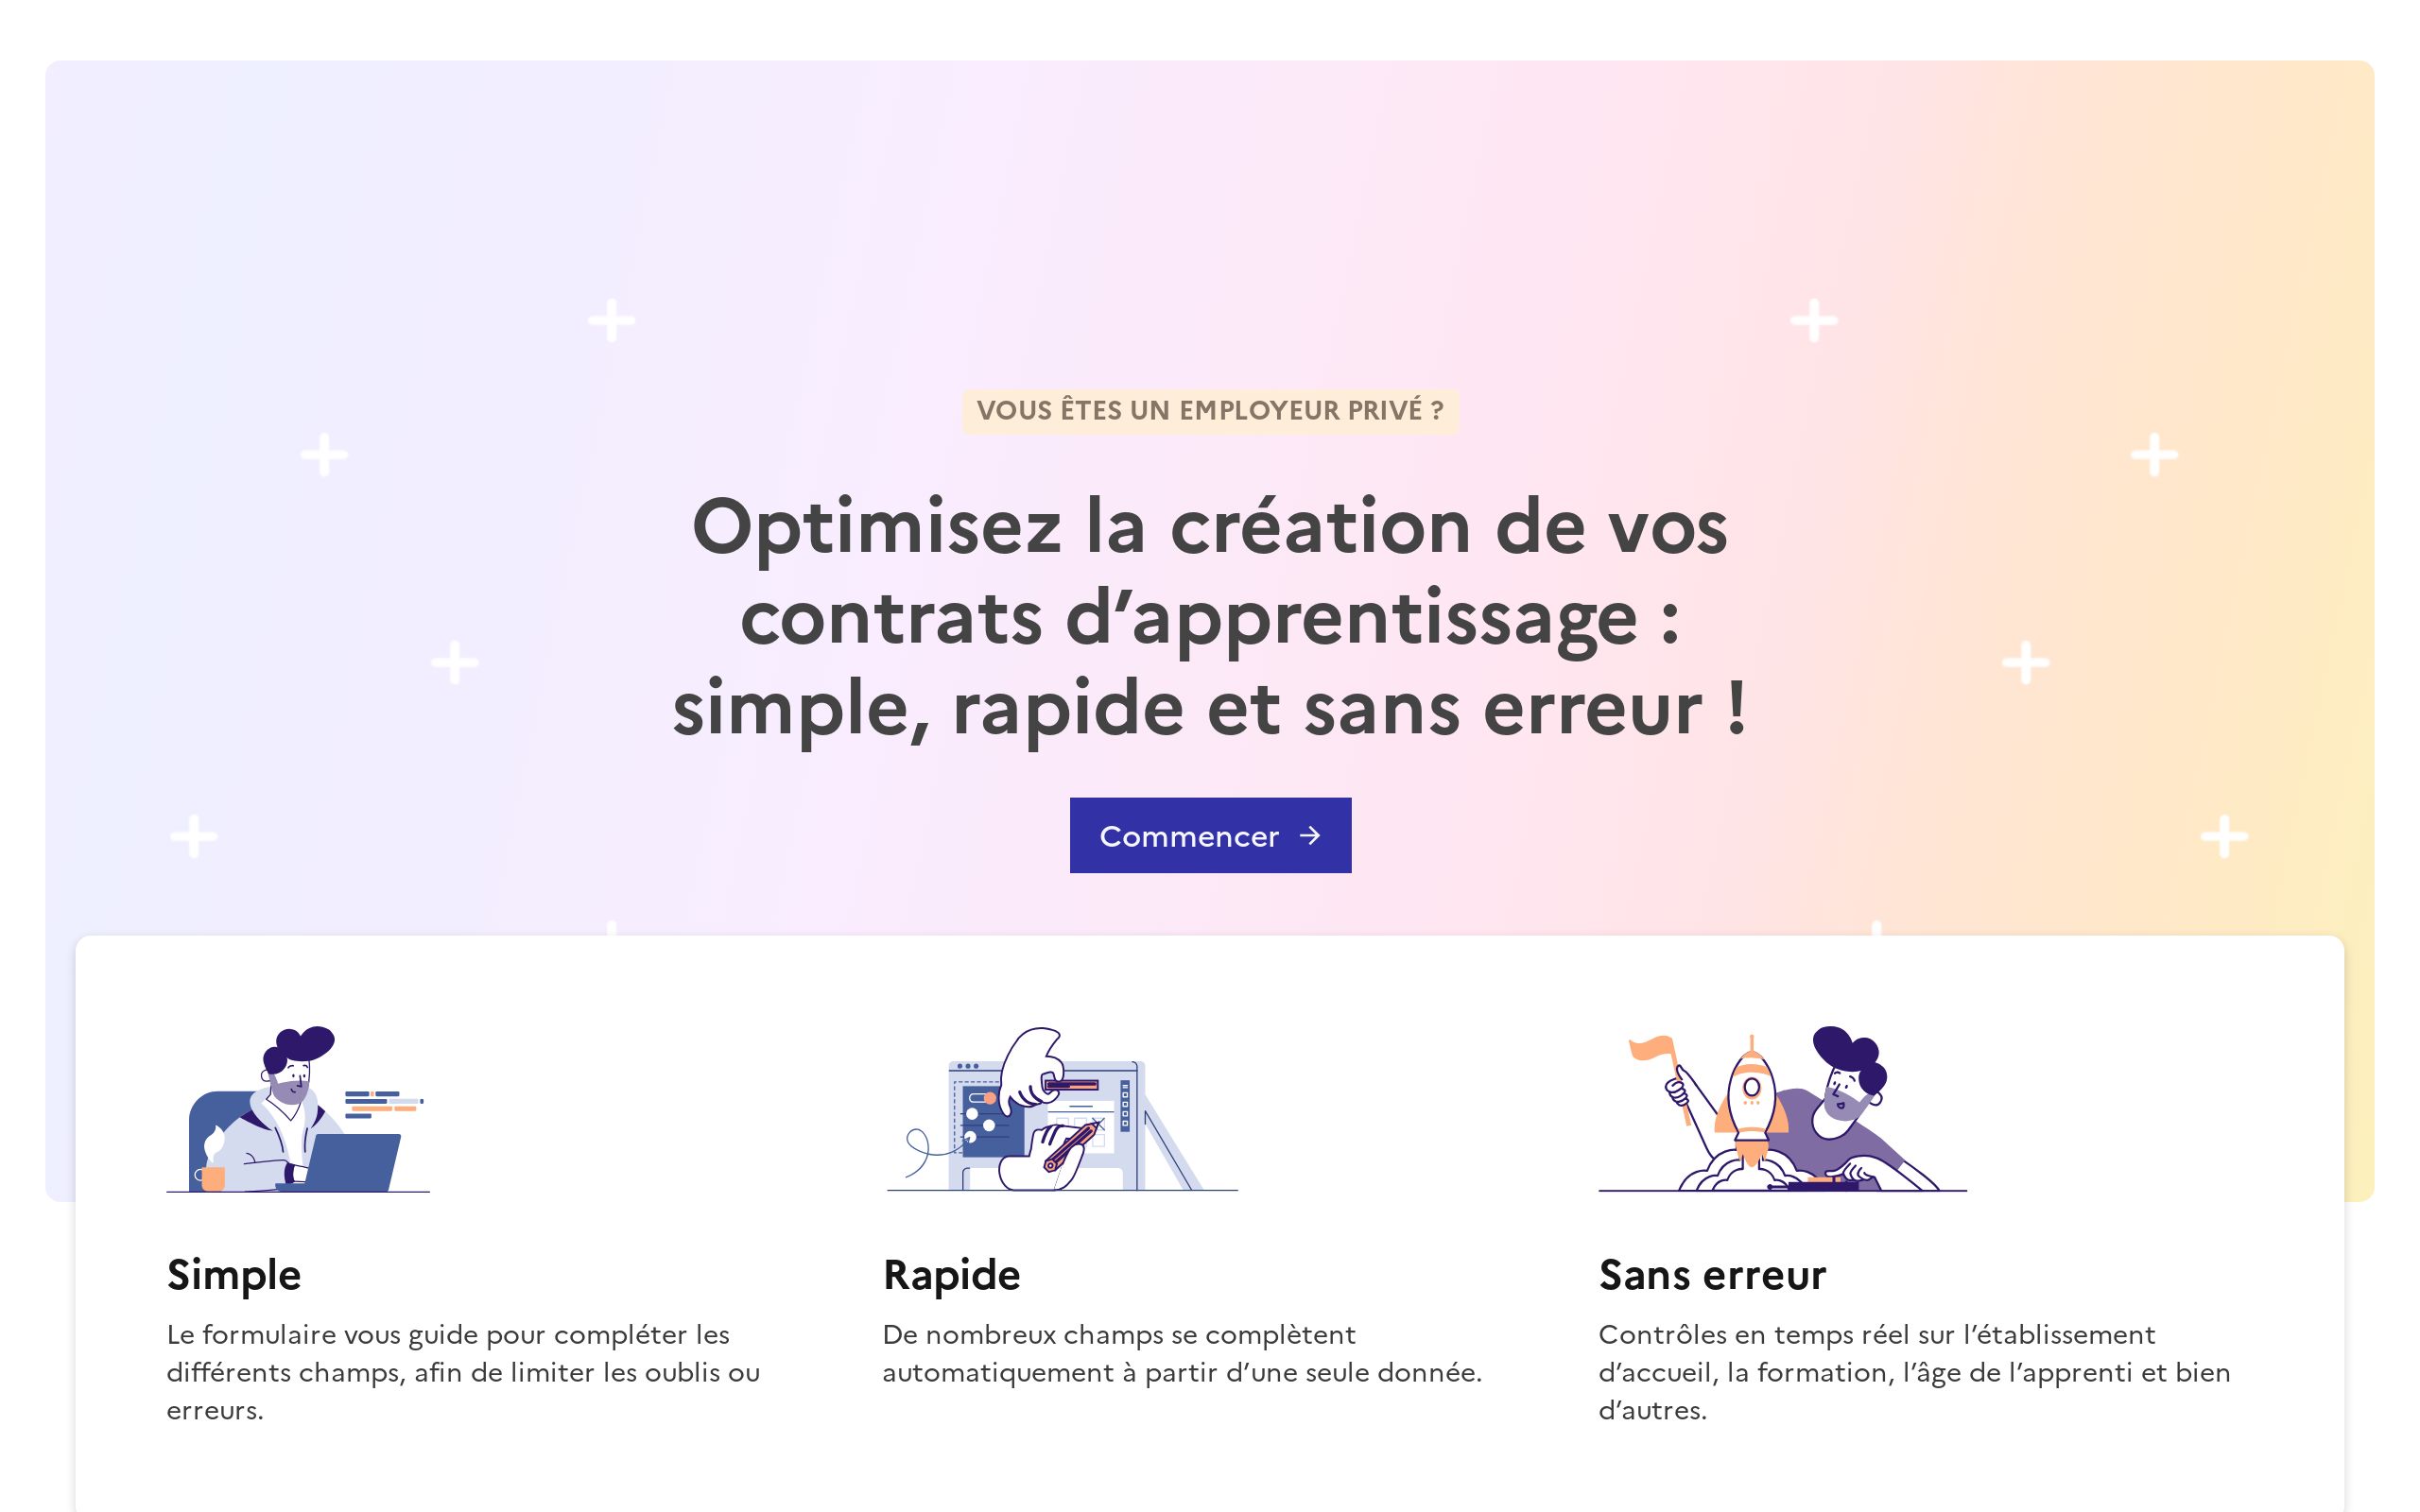 VOUS ÊTES UN EMPLOYEUR PRIVÉ ?
Optimisez la création de vos
contrats d’apprentissage :
simple, rapide et sans erreur !
Commencer →
Simple
Le formulaire vous guide pour compléter les
différents champs, afin de limiter les oublis ou
erreurs.
Rapide
De nombreux champs se complètent
automatiquement à partir d’une seule donnée.
Sans erreur
Contrôles en temps réel sur l’établissement
d’accueil, la formation, l’âge de l’apprenti et bien
d’autres.